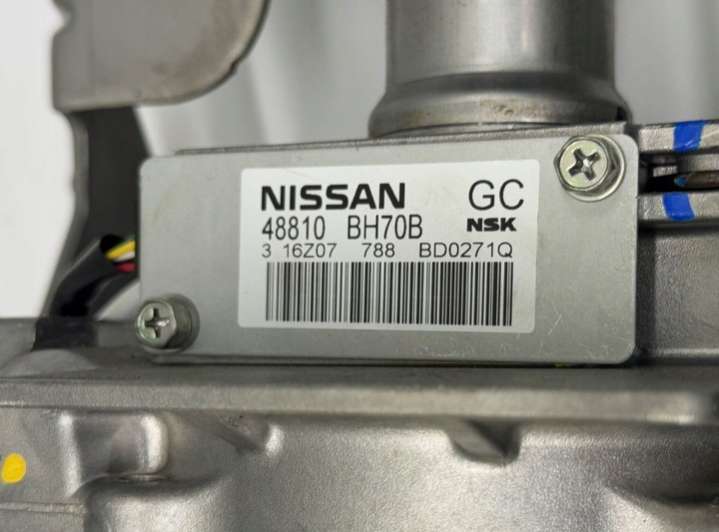 NISSAN GC
48810 BH70B NSK
3 16Z07 788 BD0271Q